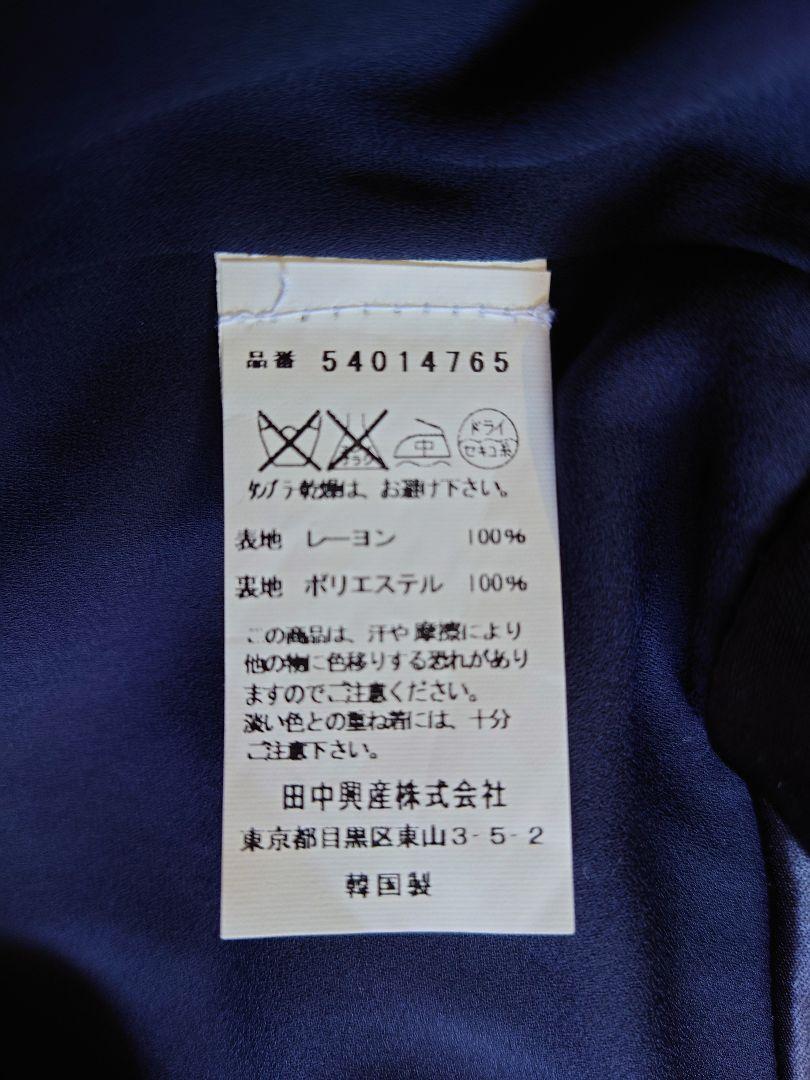 品番 54014765
中 ドライ
セキユ系
タンブラ乾燥は、お避け下さい。
表地 レーヨン 100%
裏地 ポリエステル 100%
この商品は、汗や摩擦により
他の物に色移りする恐れがあり
ますのでご注意ください。
淡い色との重ね着には、十分
ご注意下さい。
田中興産株式会社
東京都目黒区東山3-5-2
韓国製